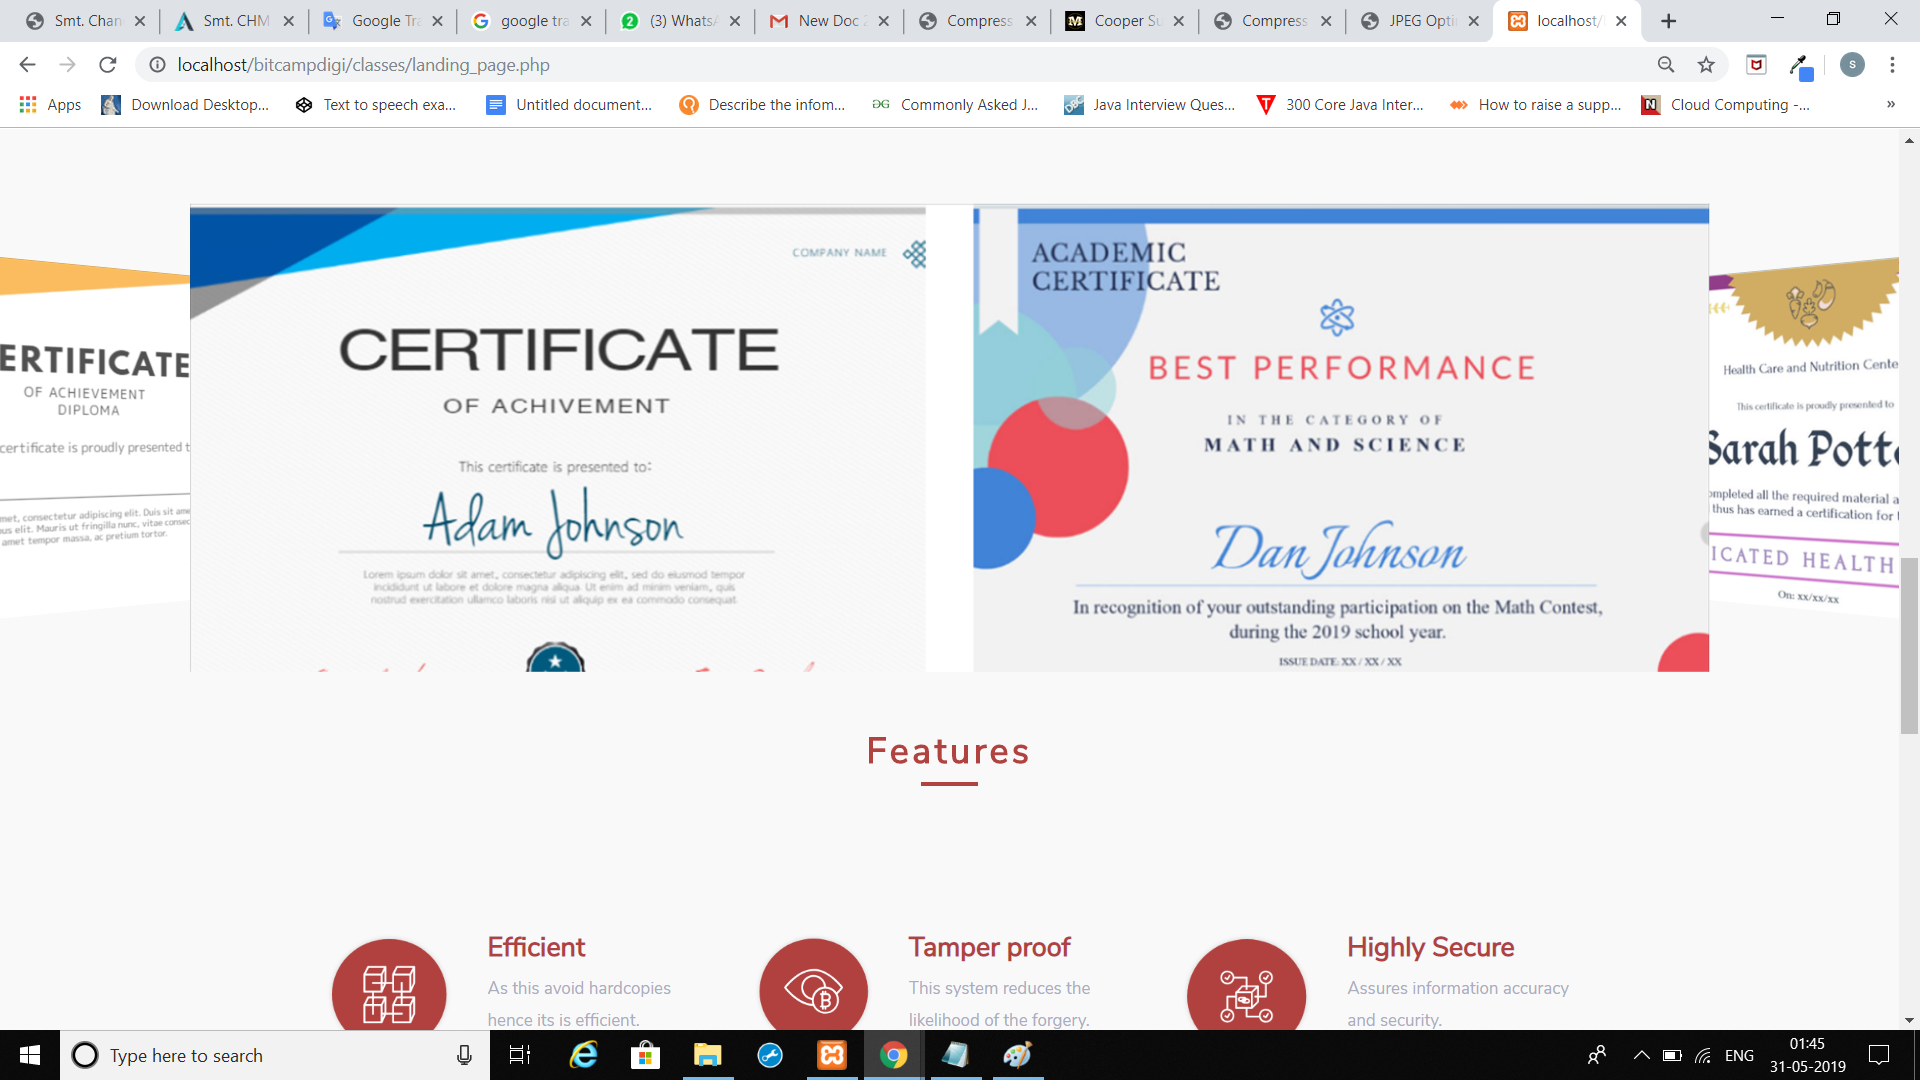 Smt. Chan
Smt. CHM
Google Tra
google tra
(3) WhatsA
New Doc 2
Compress
Cooper Su
Compress
JPEG Opti
localhost/
localhost/bitcampdigi/classes/landing_page.php
S
Apps
Download Desktop...
Text to speech exa...
Untitled document...
Describe the infom...
Commonly Asked J...
Java Interview Ques...
300 Core Java Inter...
How to raise a supp...
Cloud Computing -...
»
ERTIFICATE
OF ACHIEVEMENT
DIPLOMA
certificate is proudly presented t
met, consectetur adipiscing elit. Duis sit ame
us elit. Mauris ut fringilla nunc, vitae consec
amet tempor massa, ac pretium tortor.
COMPANY NAME
CERTIFICATE
OF ACHIVEMENT
This certificate is presented to:
Adam Johnson
Lorem ipsum dolor sit amet, consectetur adipiscing elit, sed do eiusmod tempor
incididunt ut labore et dolore magna aliqua. Ut enim ad minim veniam, quis
nostrud exercitation ullamco laboris nisi ut aliquip ex ea commodo consequat
ACADEMIC
CERTIFICATE
BEST PERFORMANCE
IN THE CATEGORY OF
MATH AND SCIENCE
Dan Johnson
In recognition of your outstanding participation on the Math Contest,
during the 2019 school year.
ISSUE DATE: XX / XX / XX
Health Care and Nutrition Cente
This certificate is proudly presented to
Sarah Potte
ompleted all the required material a
thus has earned a certification for
ICATED HEALTH
On: xx/xx/xx
Features
Efficient
As this avoid hardcopies
hence its is efficient.
Tamper proof
This system reduces the
likelihood of the forgery.
Highly Secure
Assures information accuracy
and security.
Type here to search
ENG
01:45
31-05-2019